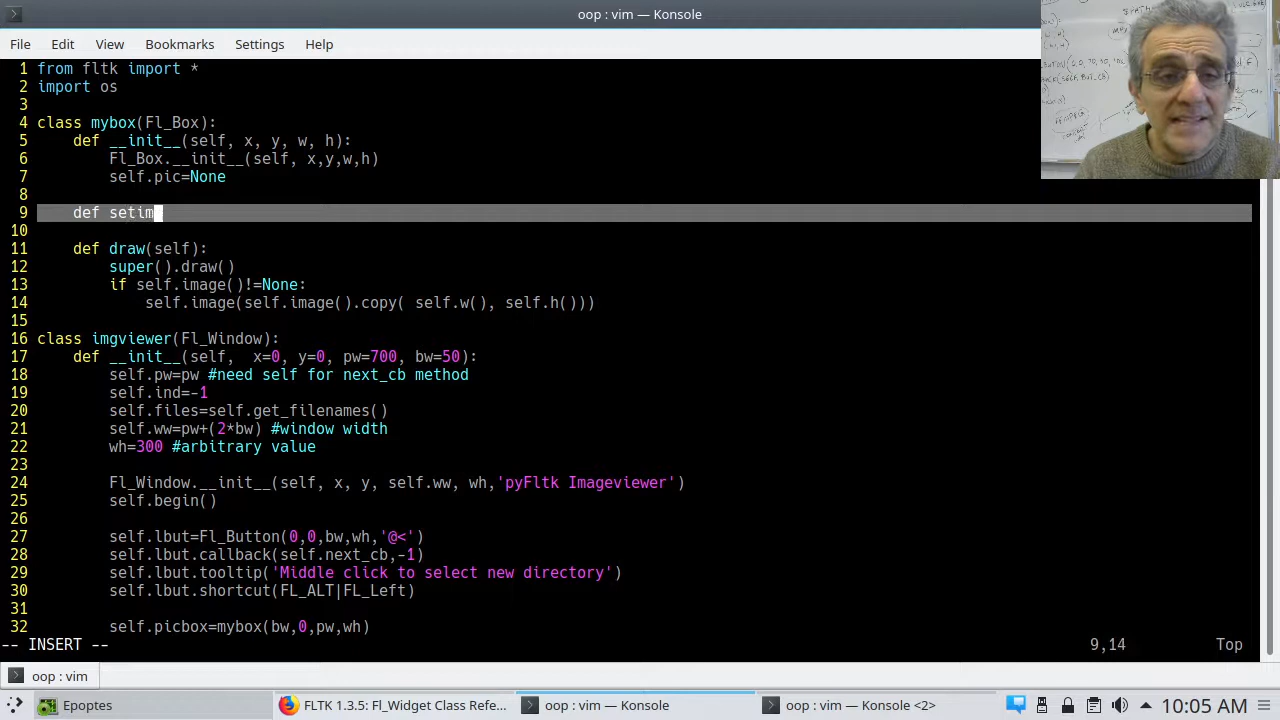 oop : vim — Konsole
File Edit View Bookmarks Settings Help
1 from fltk import *
2 import os
3
4 class mybox(Fl_Box):
5     def __init__(self, x, y, w, h):
6         Fl_Box.__init__(self, x,y,w,h)
7         self.pic=None
8
9     def setim
10
11     def draw(self):
12         super().draw()
13         if self.image()!=None:
14             self.image(self.image().copy( self.w(), self.h()))
15
16 class imgviewer(Fl_Window):
17     def __init__(self,  x=0, y=0, pw=700, bw=50):
18         self.pw=pw #need self for next_cb method
19         self.ind=-1
20         self.files=self.get_filenames()
21         self.ww=pw+(2*bw) #window width
22         wh=300 #arbitrary value
23
24         Fl_Window.__init__(self, x, y, self.ww, wh,'pyFltk Imageviewer')
25         self.begin()
26
27         self.lbut=Fl_Button(0,0,bw,wh,'@<')
28         self.lbut.callback(self.next_cb,-1)
29         self.lbut.tooltip('Middle click to select new directory')
30         self.lbut.shortcut(FL_ALT|FL_Left)
31
32         self.picbox=mybox(bw,0,pw,wh)
-- INSERT -- 9,14 Top
oop : vim
Epoptes FLTK 1.3.5: Fl_Widget Class Refe... oop : vim — Konsole oop : vim — Konsole <2> 10:05 AM